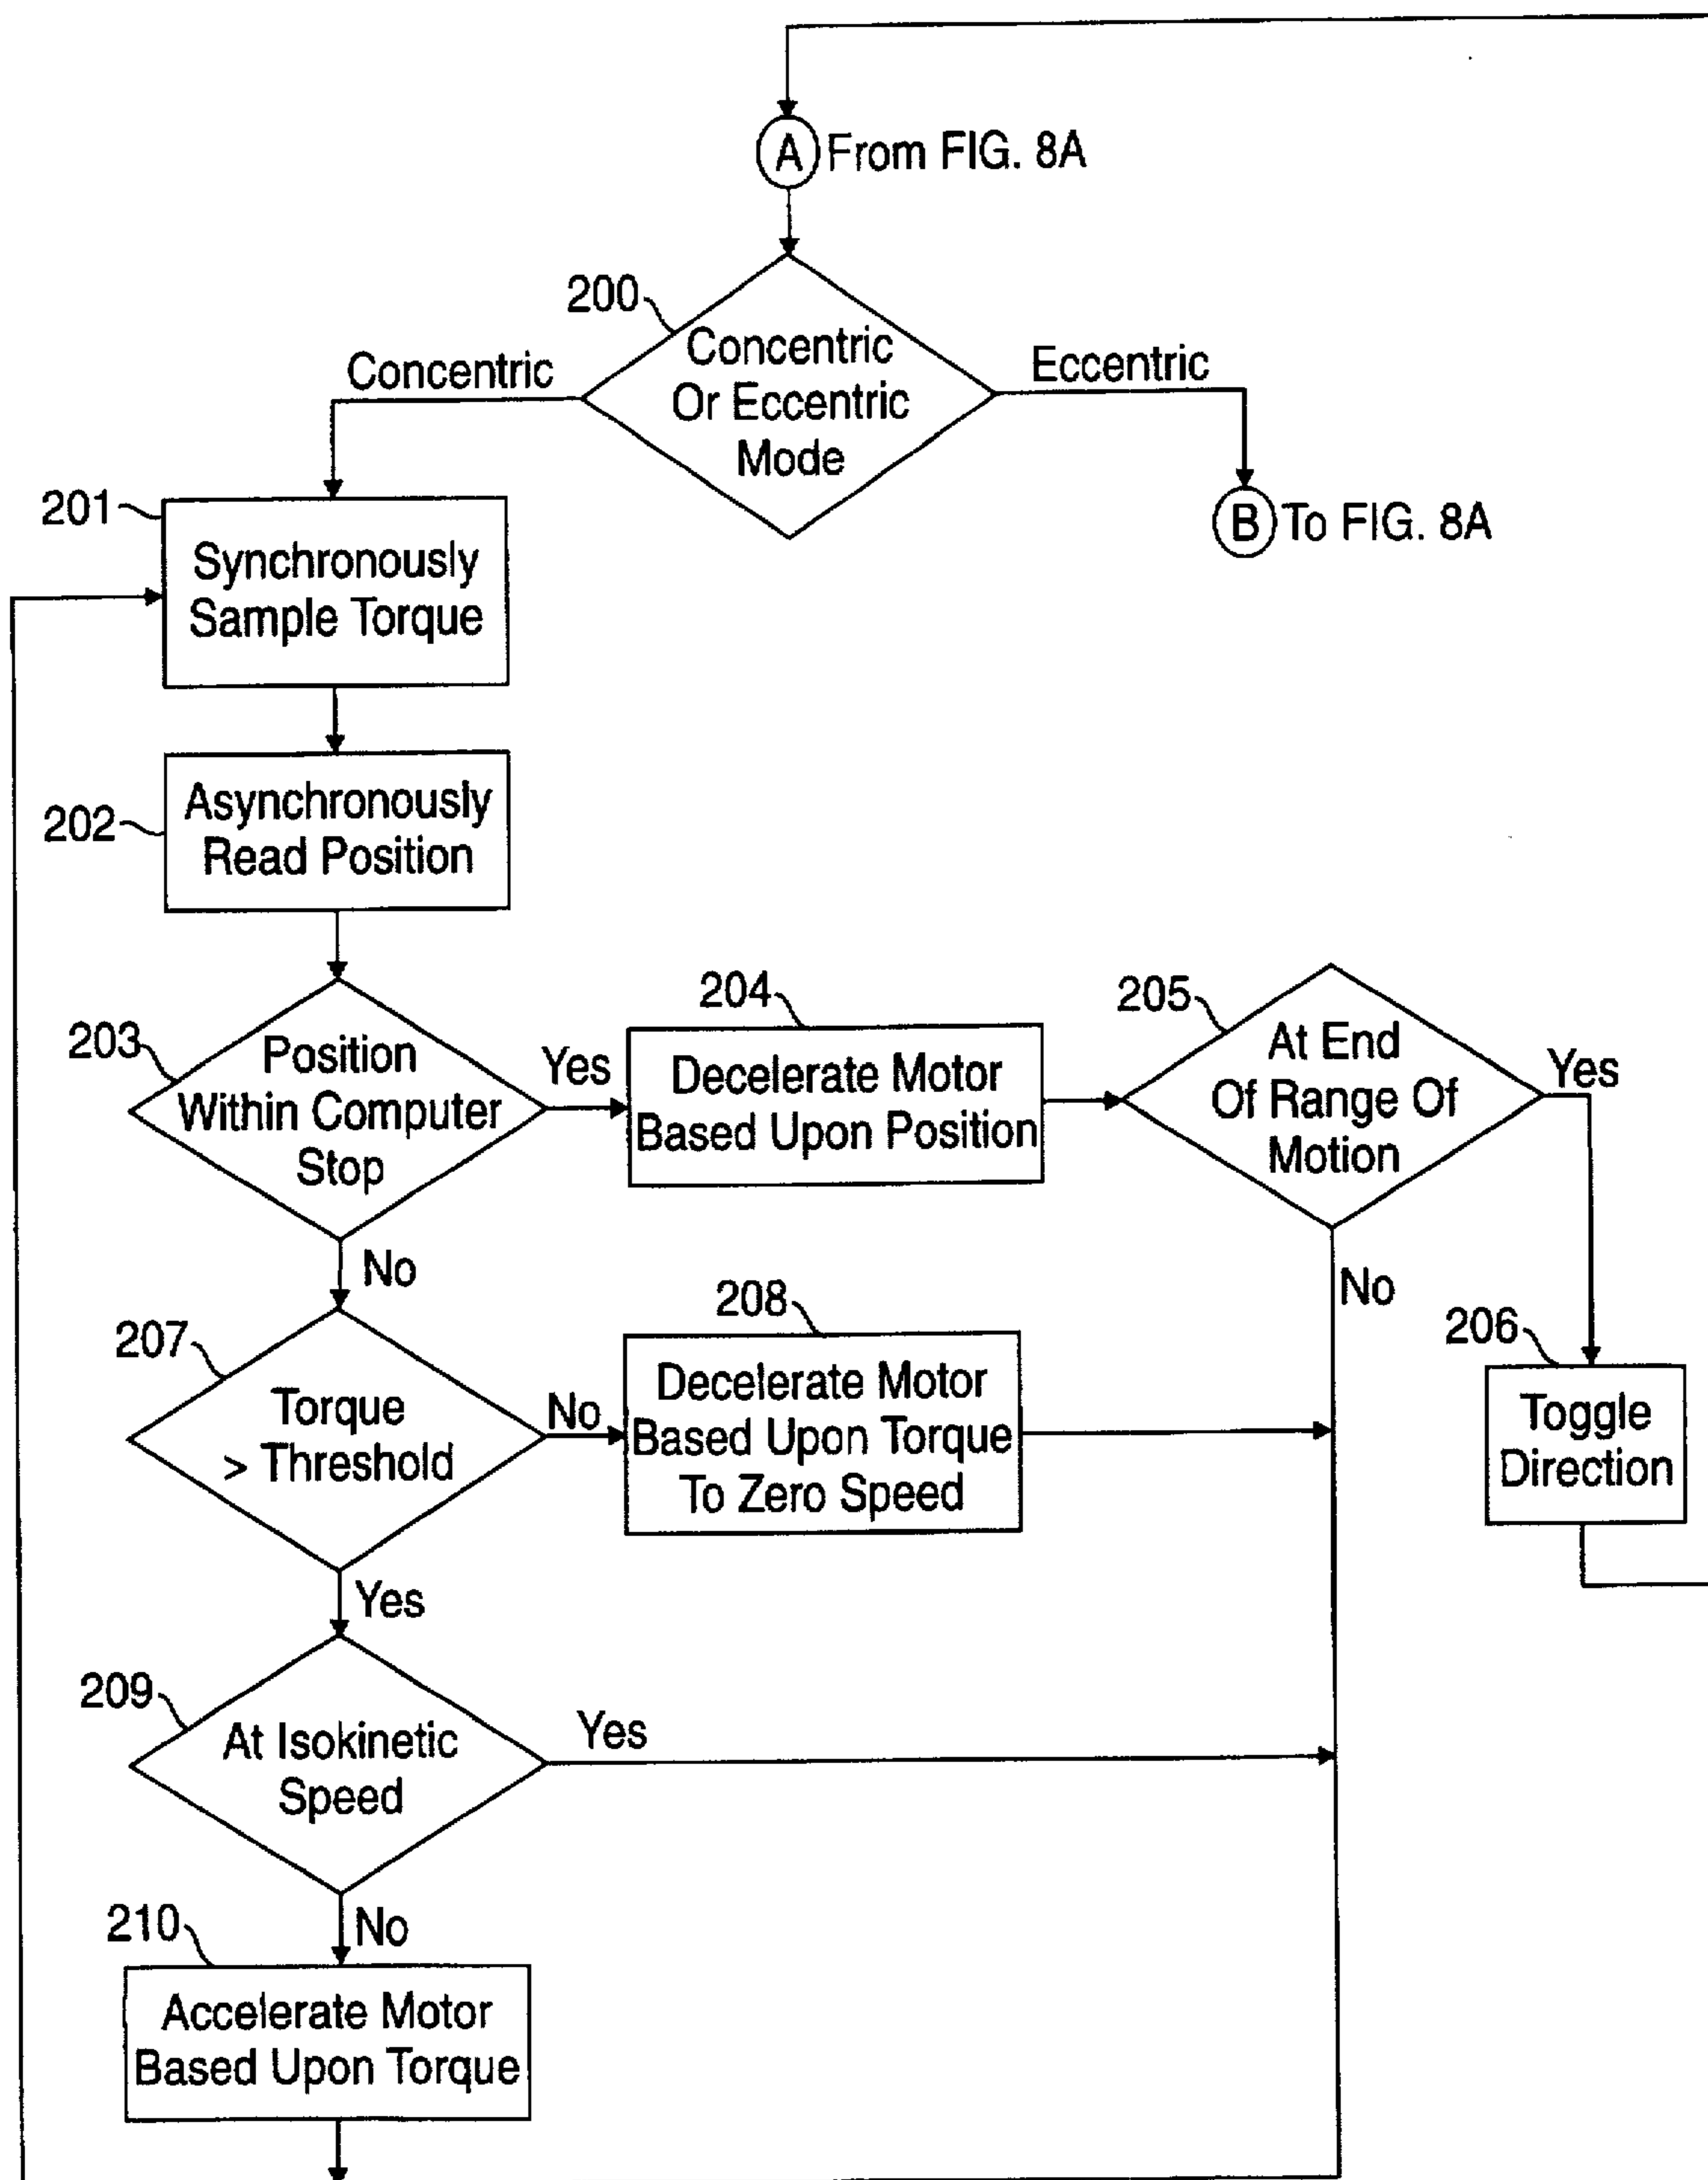 A From FIG. 8A
200
Concentric
Or Eccentric
Mode
Concentric
Eccentric
B To FIG. 8A
201
Synchronously
Sample Torque
202
Asynchronously
Read Position
203
Position
Within Computer
Stop
Yes
204
Decelerate Motor
Based Upon Position
205
At End
Of Range Of
Motion
Yes
No
206
Toggle
Direction
No
207
Torque
> Threshold
No
208
Decelerate Motor
Based Upon Torque
To Zero Speed
Yes
209
At Isokinetic
Speed
Yes
No
210
Accelerate Motor
Based Upon Torque